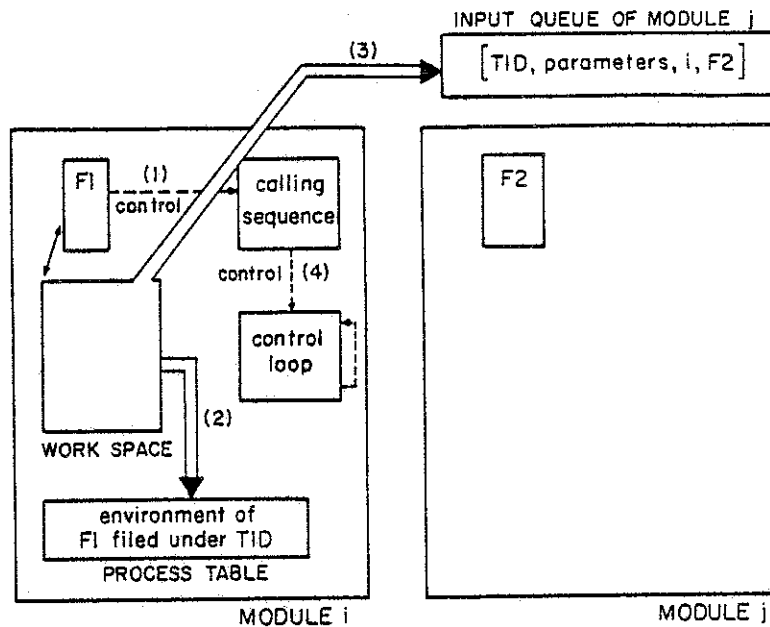 INPUT QUEUE OF MODULE j
[TID, parameters, i, F2]
(3)
F1
(1)
control
calling
sequence
F2
control (4)
control
loop
(2)
WORK SPACE
environment of
F1 filed under TID
PROCESS TABLE
MODULE i
MODULE j